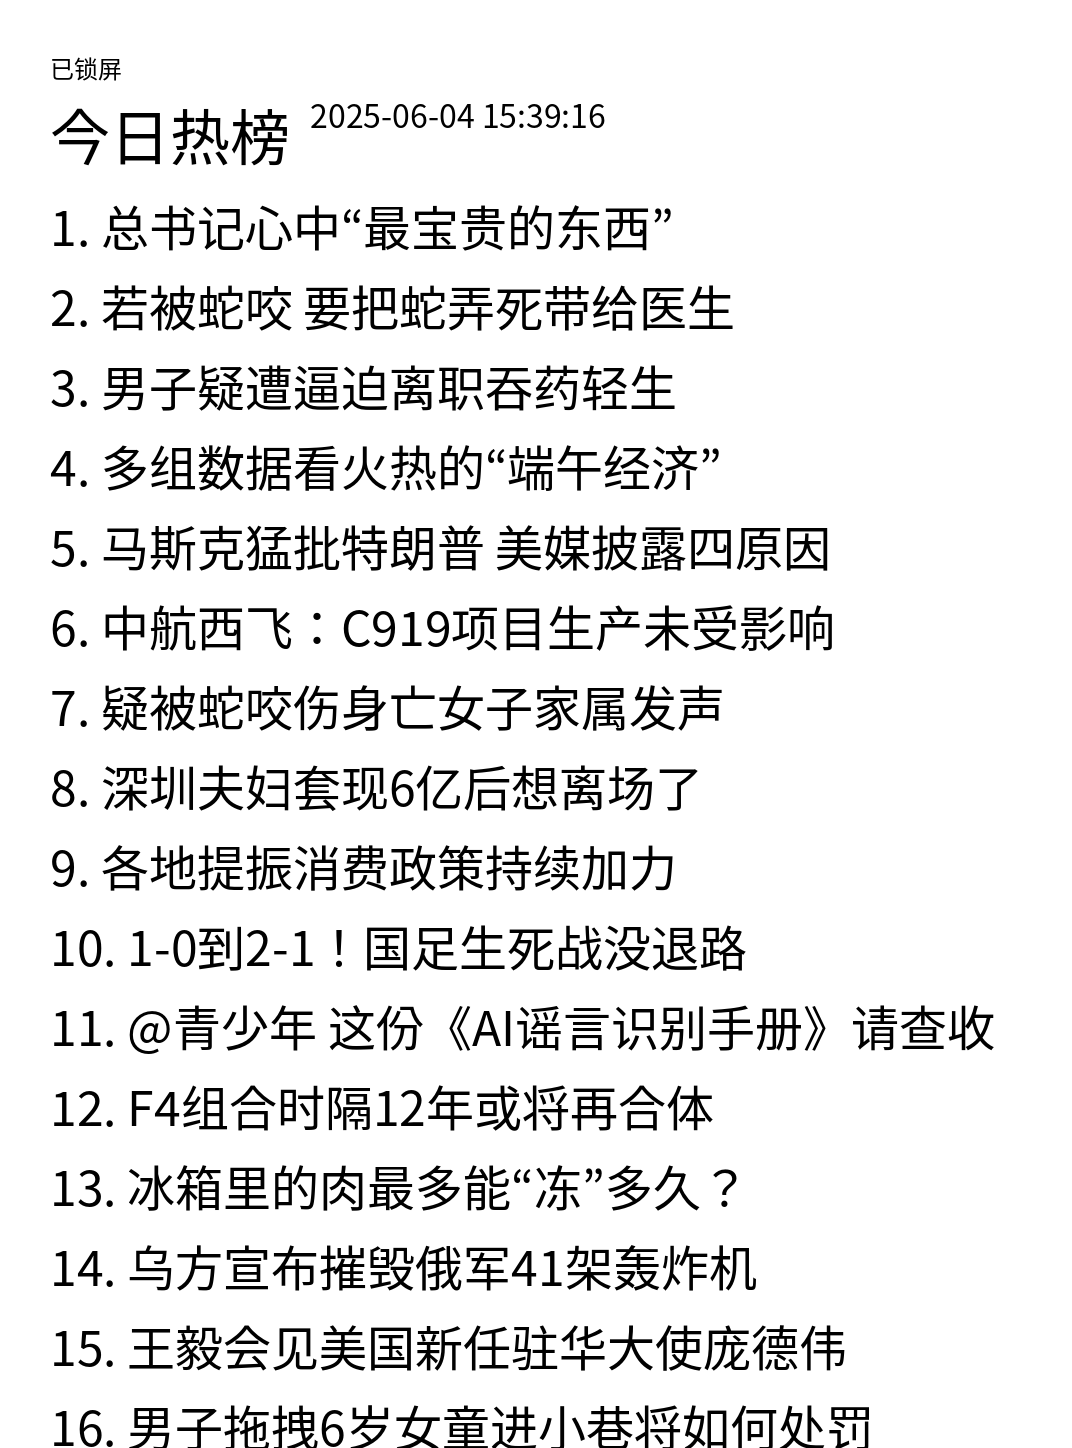 已锁屏
今日热榜 2025-06-04 15:39:16
1. 总书记心中“最宝贵的东西”
2. 若被蛇咬 要把蛇弄死带给医生
3. 男子疑遭逼迫离职吞药轻生
4. 多组数据看火热的“端午经济”
5. 马斯克猛批特朗普 美媒披露四原因
6. 中航西飞：C919项目生产未受影响
7. 疑被蛇咬伤身亡女子家属发声
8. 深圳夫妇套现6亿后想离场了
9. 各地提振消费政策持续加力
10. 1-0到2-1！国足生死战没退路
11. @青少年 这份《AI谣言识别手册》请查收
12. F4组合时隔12年或将再合体
13. 冰箱里的肉最多能“冻”多久？
14. 乌方宣布摧毁俄军41架轰炸机
15. 王毅会见美国新任驻华大使庞德伟
16. 男子拖拽6岁女童进小巷将如何处罚